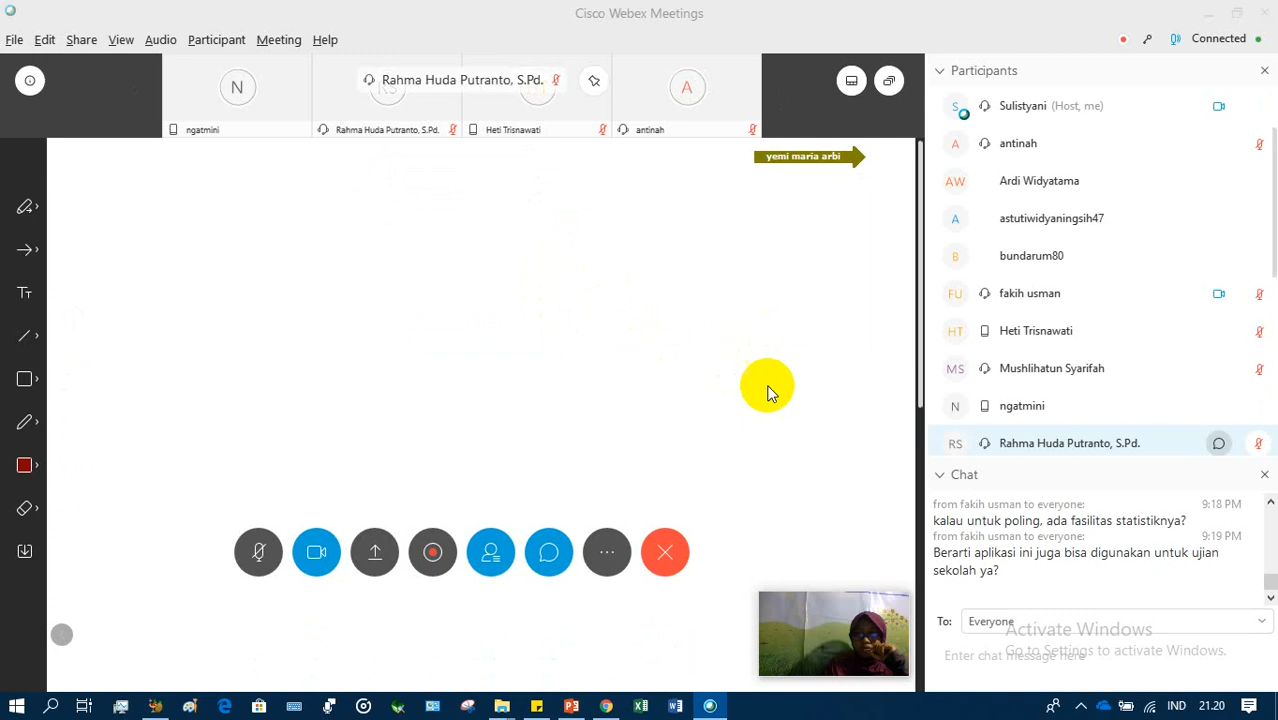 Cisco Webex Meetings
File Edit Share View Audio Participant Meeting Help
Connected
N
ngatmini
Rahma Huda Putranto, S.Pd.
RS
Rahma Huda Putranto, S.Pd.
HT
Heti Trisnawati
A
antinah
yemi maria arbi
Participants
S Sulistyani (Host, me)
A antinah
AW Ardi Widyatama
A astutiwidyaningsih47
B bundarum80
FU fakih usman
HT Heti Trisnawati
MS Mushlihatun Syarifah
N ngatmini
RS Rahma Huda Putranto, S.Pd.
Chat
from fakih usman to everyone: 9:18 PM
kalau untuk poling, ada fasilitas statistiknya?
from fakih usman to everyone: 9:19 PM
Berarti aplikasi ini juga bisa digunakan untuk ujian
sekolah ya?
To: Everyone
Enter chat message here
Activate Windows
Go to Settings to activate Windows.
IND 21.20